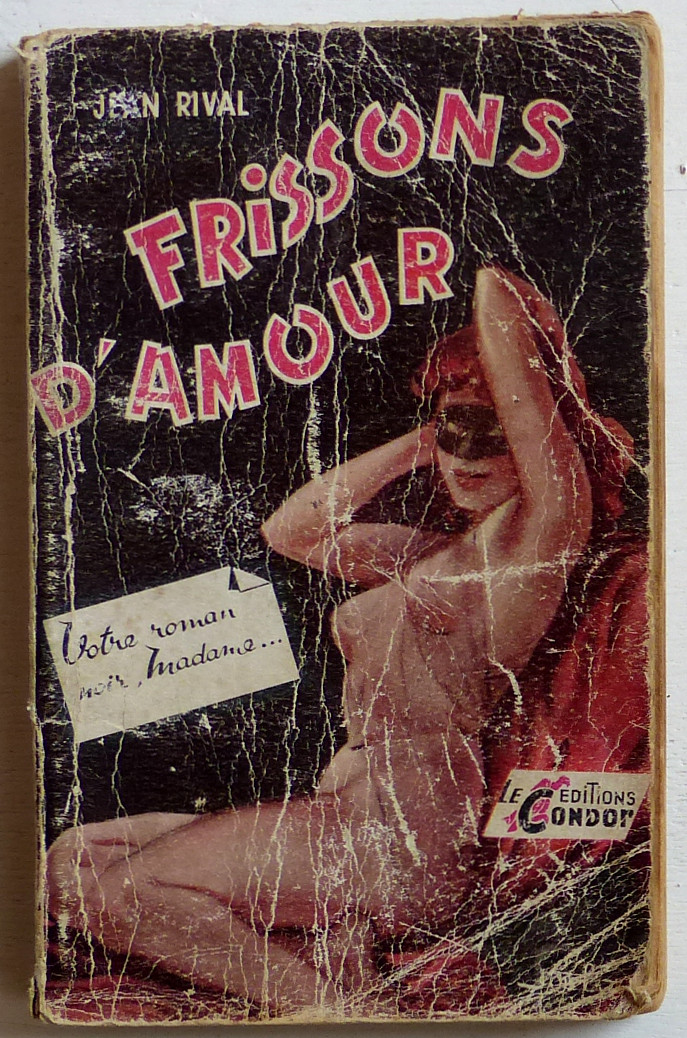 JEAN RIVAL
FRISSONS
D'AMOUR
Votre roman
noir, Madame...
EDITIONS
LE CONDOR